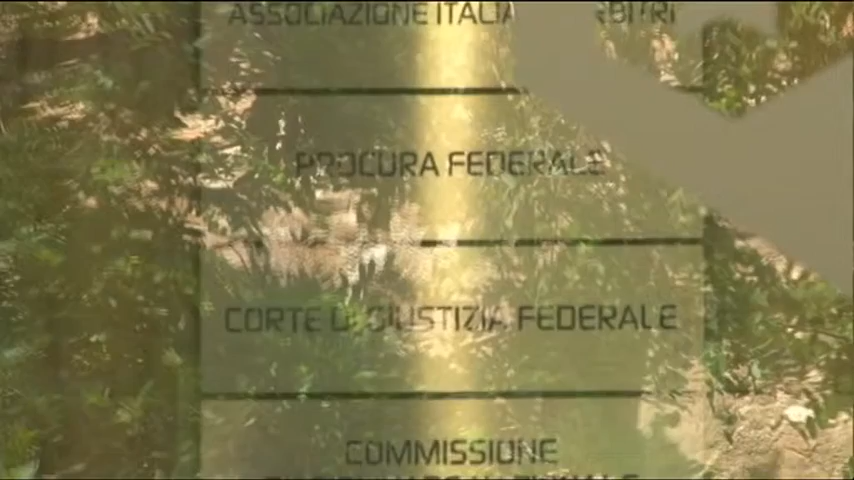 ASSOCIAZIONE ITALIA
PROCURA FEDERALE
CORTE DI GIUSTIZIA FEDERALE
COMMISSIONE